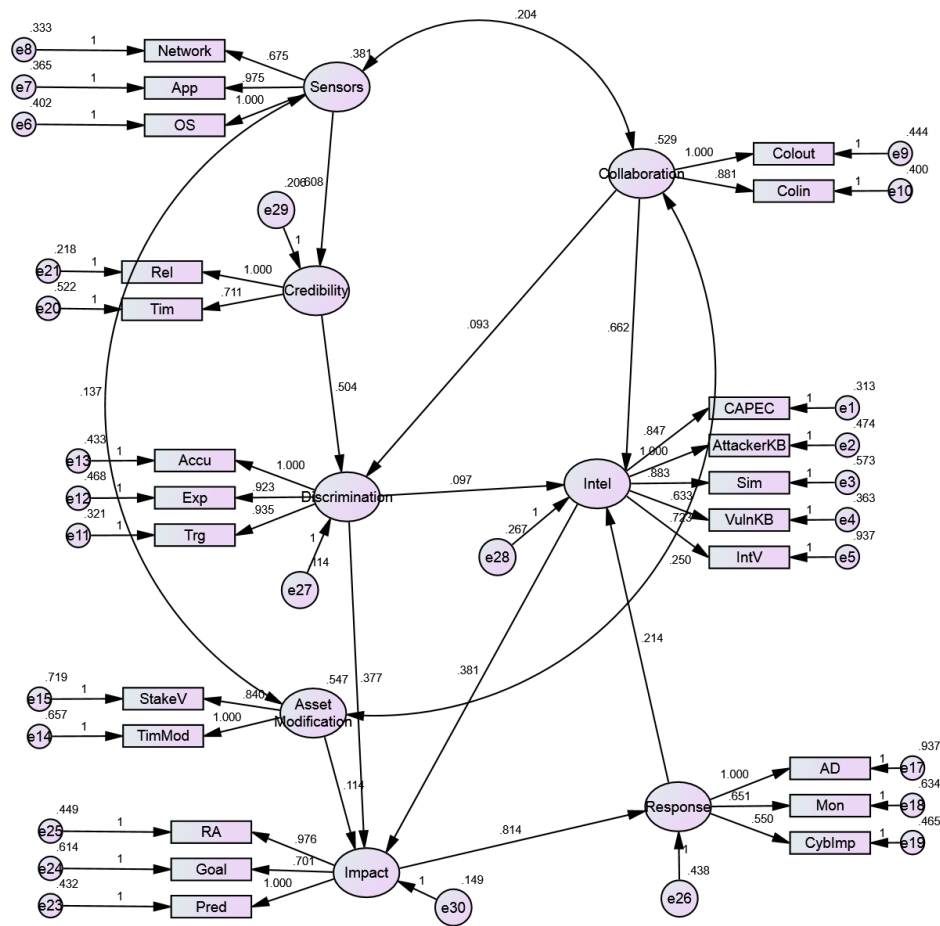 .204
.333
e8
1
Network
.675
.381
.365
e7
1
App
.975
Sensors
.402
e6
1
OS
1.000
.529
Collaboration
1.000
Colout
1
.444
e9
.881
Colin
1
.400
e10
.608
e29
1
.218
e21
1
Rel
1.000
Credibility
.522
e20
1
Tim
.711
.093
.662
.137
.504
.313
CAPEC
1
e1
.847
.474
AttackerKB
1
e2
1.000
.573
Sim
1
e3
.883
.363
VulnKB
1
e4
.633
.937
IntV
1
e5
.723
.250
Intel
.433
e13
1
Accu
1.000
.468
e12
1
Exp
.923
Discrimination
.097
.321
e11
1
Trg
.935
1
e27
1
.267
e28
.214
.377
.381
.719
e15
1
StakeV
.840
.547
Asset
Modification
.657
e14
1
TimMod
1.000
.114
.937
AD
1
e17
1.000
.634
Mon
1
e18
.651
.465
CybImp
1
e19
.550
Response
.814
1
.438
e26
.449
e25
1
RA
.976
.614
e24
1
Goal
.701
Impact
.432
e23
1
Pred
1.000
1
.149
e30